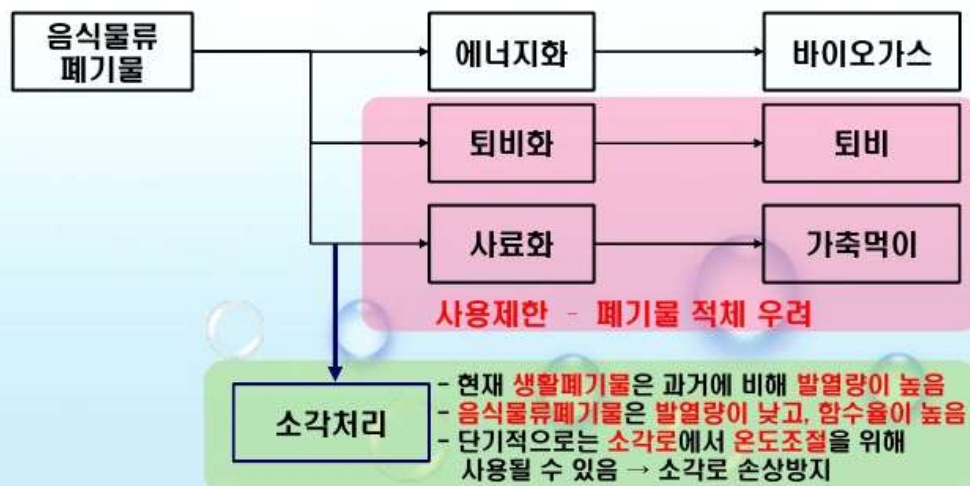 음식물류
폐기물
에너지화
바이오가스
퇴비화
퇴비
사료화
가축먹이
사용제한 - 폐기물 적체 우려
소각처리
- 현재 생활폐기물은 과거에 비해 발열량이 높음
- 음식물류폐기물은 발열량이 낮고, 함수율이 높음
- 단기적으로는 소각로에서 온도조절을 위해
사용될 수 있음 → 소각로 손상방지